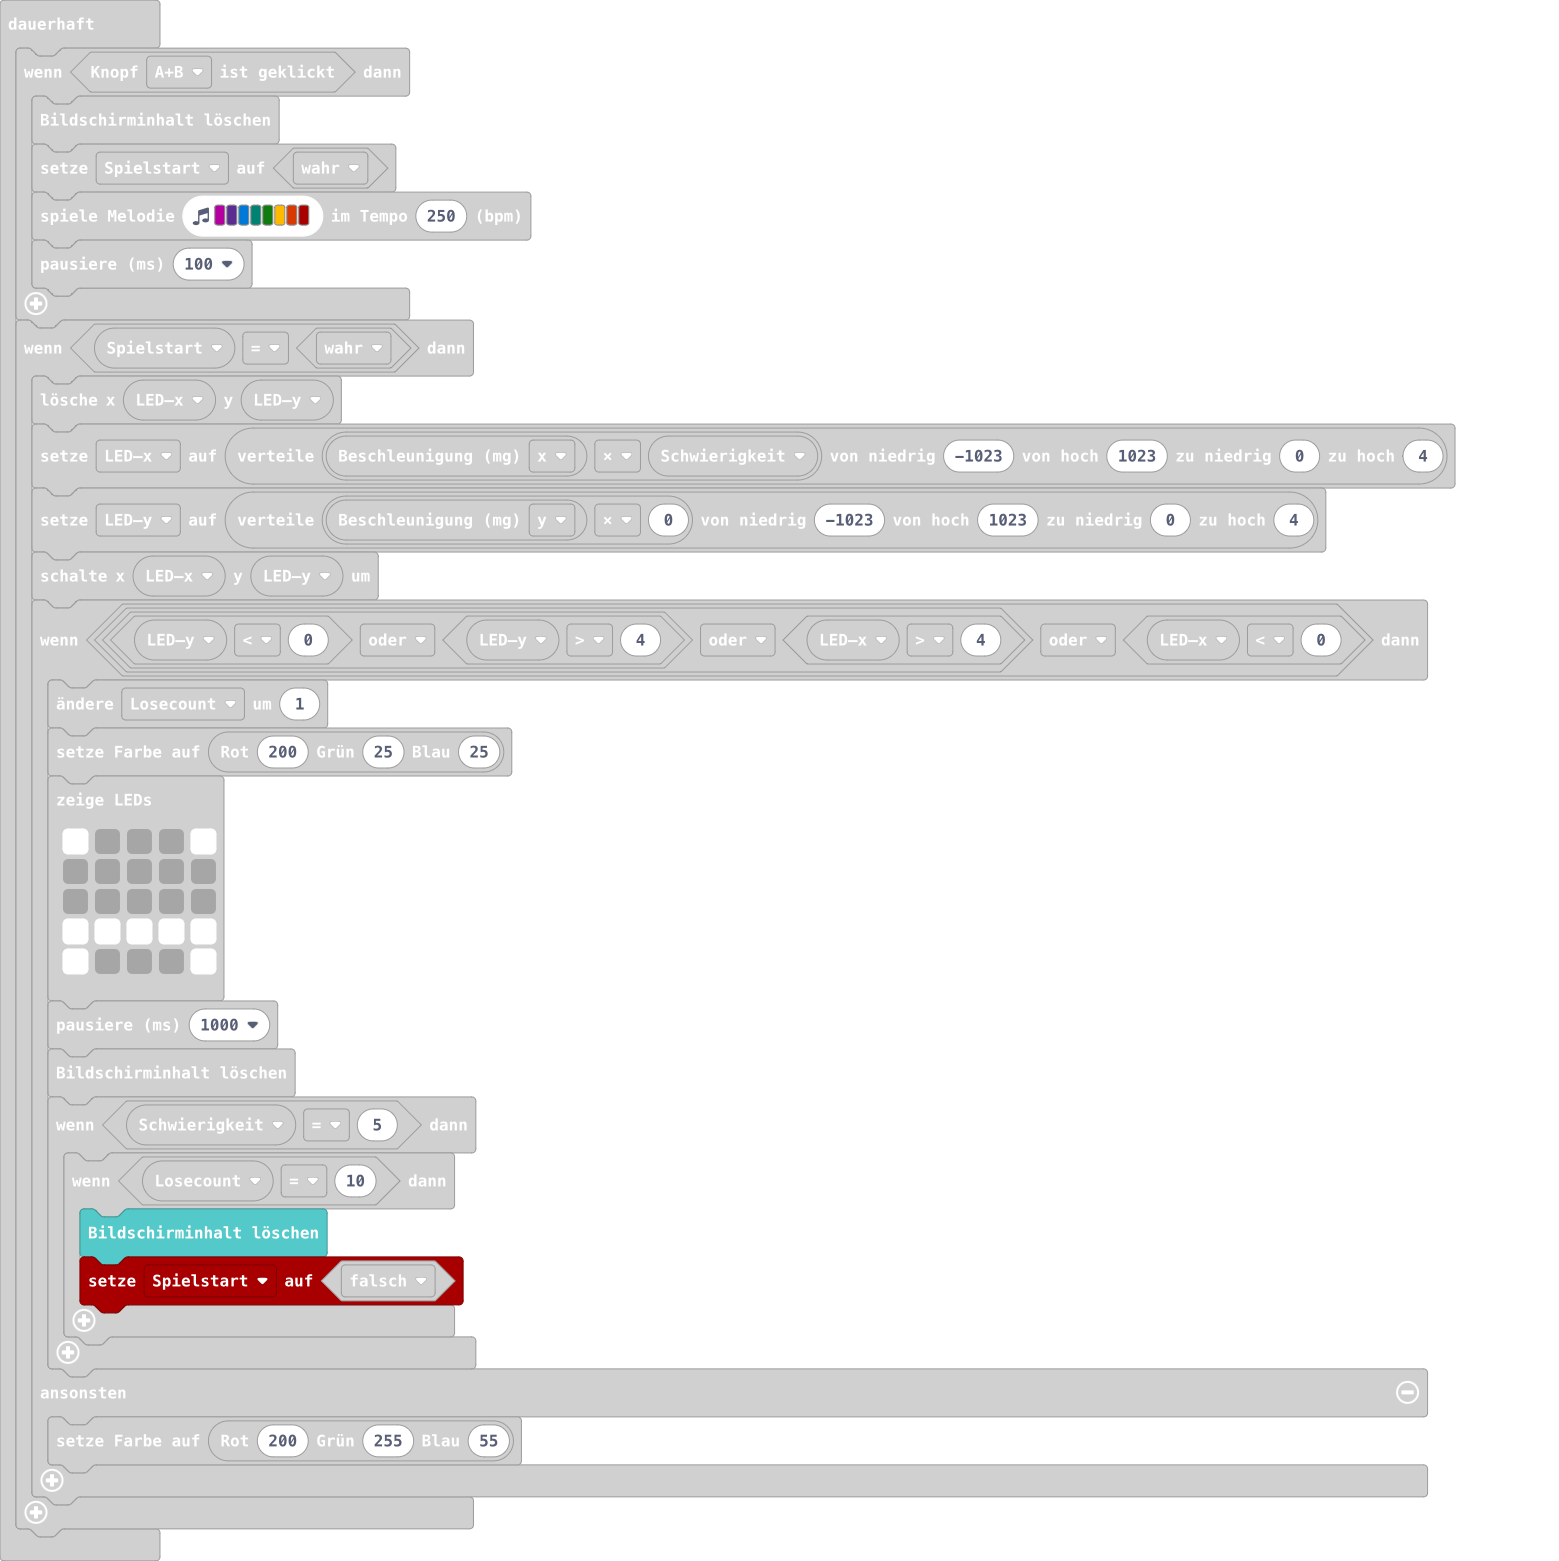 dauerhaft
wenn Knopf A+B ist geklickt dann
Bildschirminhalt löschen
setze Spielstart auf wahr
spiele Melodie im Tempo 250 (bpm)
pausiere (ms) 100
wenn Spielstart = wahr dann
lösche x LED-x y LED-y
setze LED-x auf verteile Beschleunigung (mg) x × Schwierigkeit von niedrig -1023 von hoch 1023 zu niedrig 0 zu hoch 4
setze LED-y auf verteile Beschleunigung (mg) y × 0 von niedrig -1023 von hoch 1023 zu niedrig 0 zu hoch 4
schalte x LED-x y LED-y um
wenn LED-y < 0 oder LED-y > 4 oder LED-x > 4 oder LED-x < 0 dann
ändere Losecount um 1
setze Farbe auf Rot 200 Grün 25 Blau 25
zeige LEDs
pausiere (ms) 1000
Bildschirminhalt löschen
wenn Schwierigkeit = 5 dann
wenn Losecount = 10 dann
Bildschirminhalt löschen
setze Spielstart auf falsch
ansonsten
setze Farbe auf Rot 200 Grün 255 Blau 55